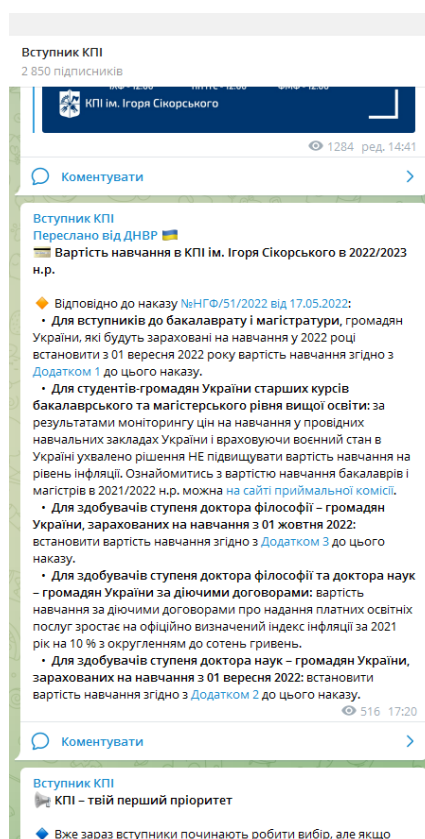 Вступник КПІ
2 850 підписників
КПІ ім. Ігоря Сікорського
1284 ред. 14:41
Коментувати
Вступник КПІ
Переслано від ДНВР 🇺🇦
💳 Вартість навчання в КПІ ім. Ігоря Сікорського в 2022/2023
н.р.
🔶 Відповідно до наказу №НГФ/51/2022 від 17.05.2022:
• Для вступників до бакалаврату і магістратури, громадян
України, які будуть зараховані на навчання у 2022 році
встановити з 01 вересня 2022 року вартість навчання згідно з
Додатком 1 до цього наказу.
• Для студентів-громадян України старших курсів
бакалаврського та магістерського рівня вищої освіти: за
результатами моніторингу цін на навчання у провідних
навчальних закладах України і враховуючи воєнний стан в
Україні ухвалено рішення НЕ підвищувати вартість навчання на
рівень інфляції. Ознайомитись з вартістю навчання бакалаврів і
магістрів в 2021/2022 н.р. можна на сайті приймальної комісії.
• Для здобувачів ступеня доктора філософії – громадян
України, зарахованих на навчання з 01 жовтня 2022:
встановити вартість навчання згідно з Додатком 3 до цього
наказу.
• Для здобувачів ступеня доктора філософії та доктора наук
– громадян України за діючими договорами: вартість
навчання за діючими договорами про надання платних освітніх
послуг зростає на офіційно визначений індекс інфляції за 2021
рік на 10 % з округленням до сотень гривень.
• Для здобувачів ступеня доктора наук – громадян України,
зарахованих на навчання з 01 вересня 2022: встановити
вартість навчання згідно з Додатком 2 до цього наказу.
516 17:20
Коментувати
Вступник КПІ
📣 КПІ – твій перший пріоритет
🔷 Вже зараз вступники починають робити вибір, але якщо